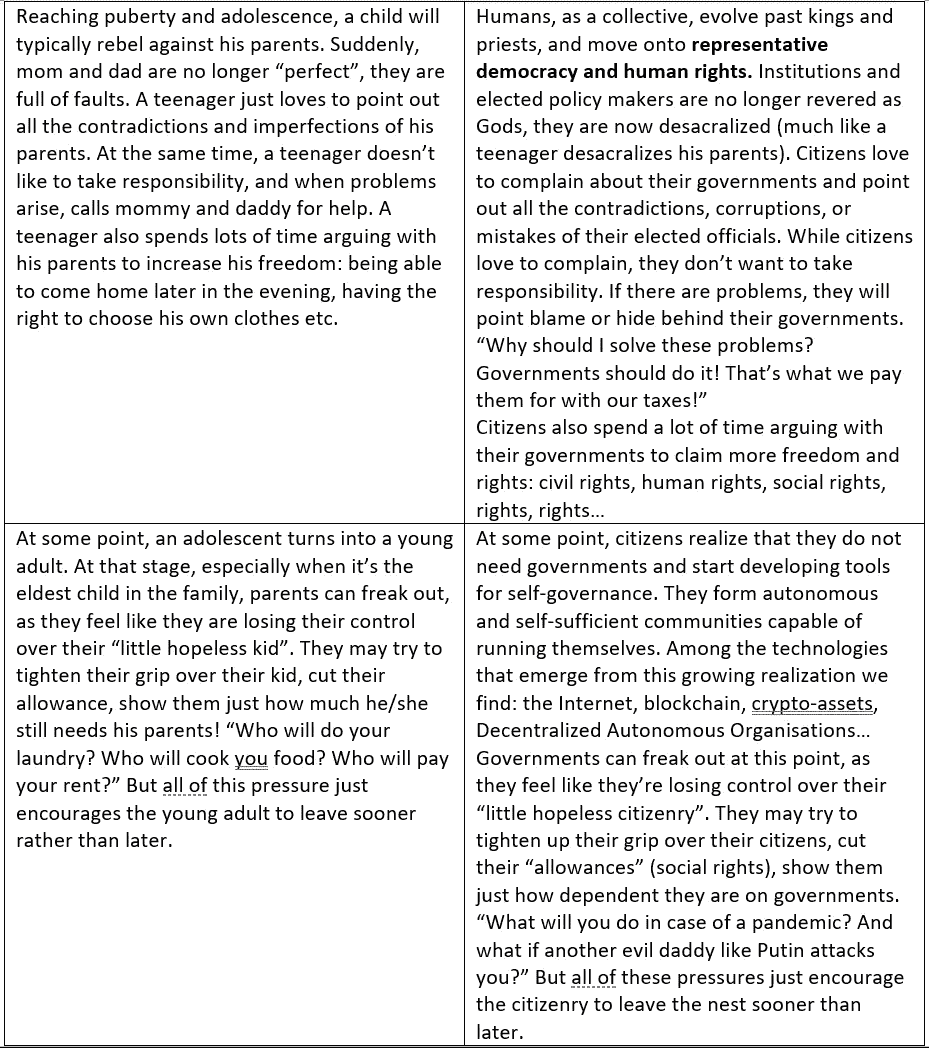 Reaching puberty and adolescence, a child will
typically rebel against his parents. Suddenly,
mom and dad are no longer “perfect”, they are
full of faults. A teenager just loves to point out
all the contradictions and imperfections of his
parents. At the same time, a teenager doesn’t
like to take responsibility, and when problems
arise, calls mommy and daddy for help. A
teenager also spends lots of time arguing with
his parents to increase his freedom: being able
to come home later in the evening, having the
right to choose his own clothes etc.
Humans, as a collective, evolve past kings and
priests, and move onto representative
democracy and human rights. Institutions and
elected policy makers are no longer revered as
Gods, they are now desacralized (much like a
teenager desacralizes his parents). Citizens love
to complain about their governments and point
out all the contradictions, corruptions, or
mistakes of their elected officials. While citizens
love to complain, they don’t want to take
responsibility. If there are problems, they will
point blame or hide behind their governments.
“Why should I solve these problems?
Governments should do it! That’s what we pay
them for with our taxes!”
Citizens also spend a lot of time arguing with
their governments to claim more freedom and
rights: civil rights, human rights, social rights,
rights, rights…
At some point, an adolescent turns into a young
adult. At that stage, especially when it’s the
eldest child in the family, parents can freak out,
as they feel like they are losing their control
over their “little hopeless kid”. They may try to
tighten their grip over their kid, cut their
allowance, show them just how much he/she
still needs his parents! “Who will do your
laundry? Who will cook you food? Who will pay
your rent?” But all of this pressure just
encourages the young adult to leave sooner
rather than later.
At some point, citizens realize that they do not
need governments and start developing tools
for self-governance. They form autonomous
and self-sufficient communities capable of
running themselves. Among the technologies
that emerge from this growing realization we
find: the Internet, blockchain, crypto-assets,
Decentralized Autonomous Organisations…
Governments can freak out at this point, as
they feel like they’re losing control over their
“little hopeless citizenry”. They may try to
tighten up their grip over their citizens, cut
their “allowances” (social rights), show them
just how dependent they are on governments.
“What will you do in case of a pandemic? And
what if another evil daddy like Putin attacks
you?” But all of these pressures just encourage
the citizenry to leave the nest sooner than
later.